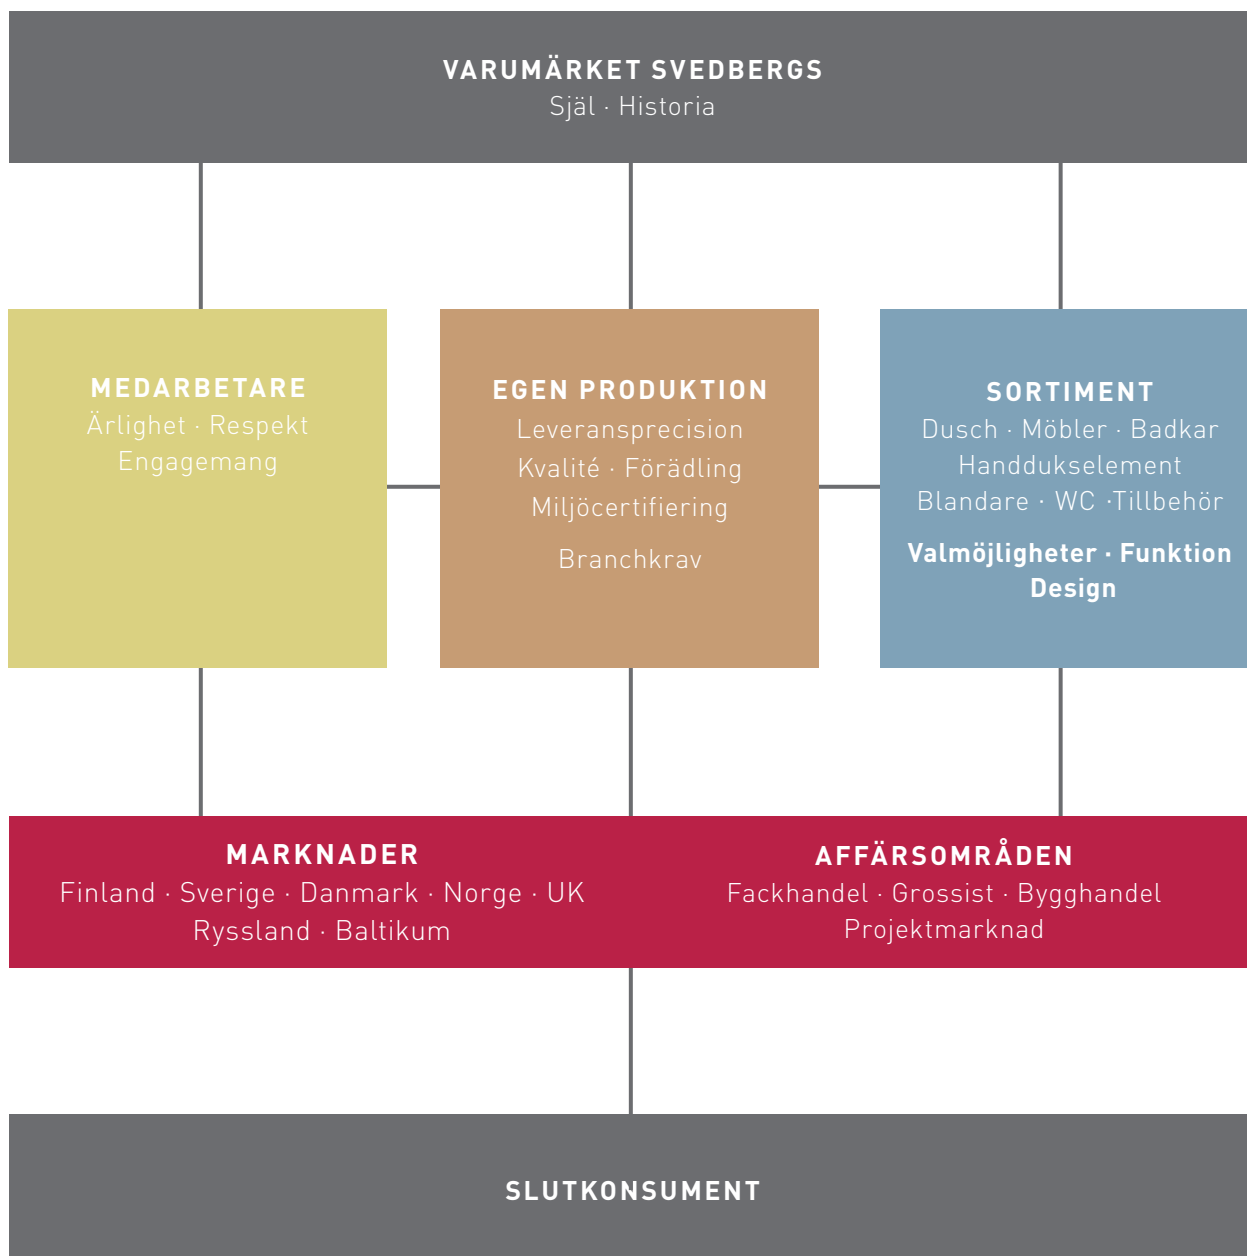 VARUMÄRKET SVEDBERGS
Själ · Historia
MEDARBETARE
Ärlighet · Respekt
Engagemang
EGEN PRODUKTION
Leveransprecision
Kvalité · Förädling
Miljöcertifiering
Branchkrav
SORTIMENT
Dusch · Möbler · Badkar
Handdukselement
Blandare · WC ·Tillbehör
Valmöjligheter · Funktion
Design
MARKNADER
Finland · Sverige · Danmark · Norge · UK
Ryssland · Baltikum
AFFÄRSOMRÅDEN
Fackhandel · Grossist · Bygghandel
Projektmarknad
SLUTKONSUMENT